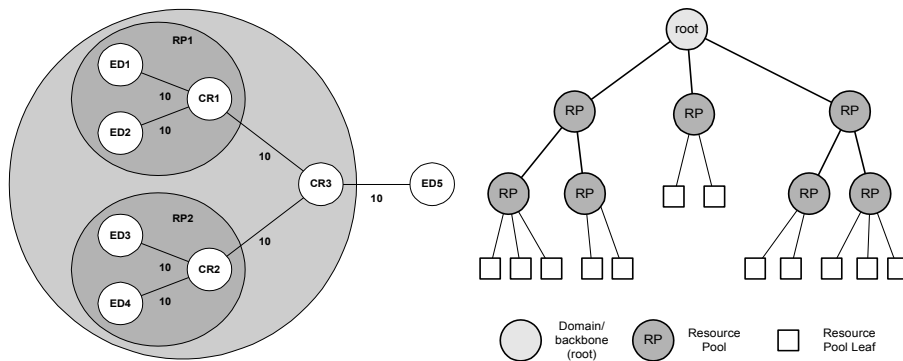 RP1
ED1
10
CR1
10
ED2
10
CR3
ED5
10
RP2
10
ED3
10
CR2
10
ED4
root
RP
RP
RP
RP
RP
RP
RP
Domain/
backbone
(root)
RP
Resource
Pool
Resource
Pool Leaf